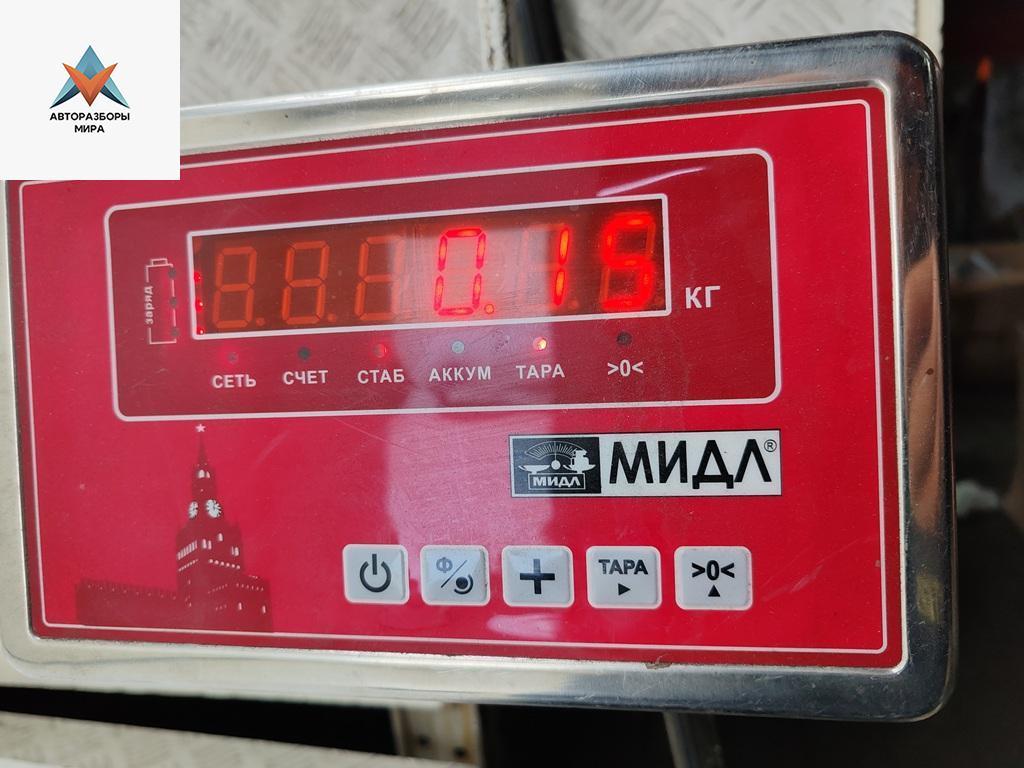 АВТОРАЗБОРЫ
МИРА
0.15
КГ
заряд
СЕТЬ СЧЕТ СТАБ АККУМ ТАРА >0<
МИДЛ МИДЛ®
Ф ТАРА >0<